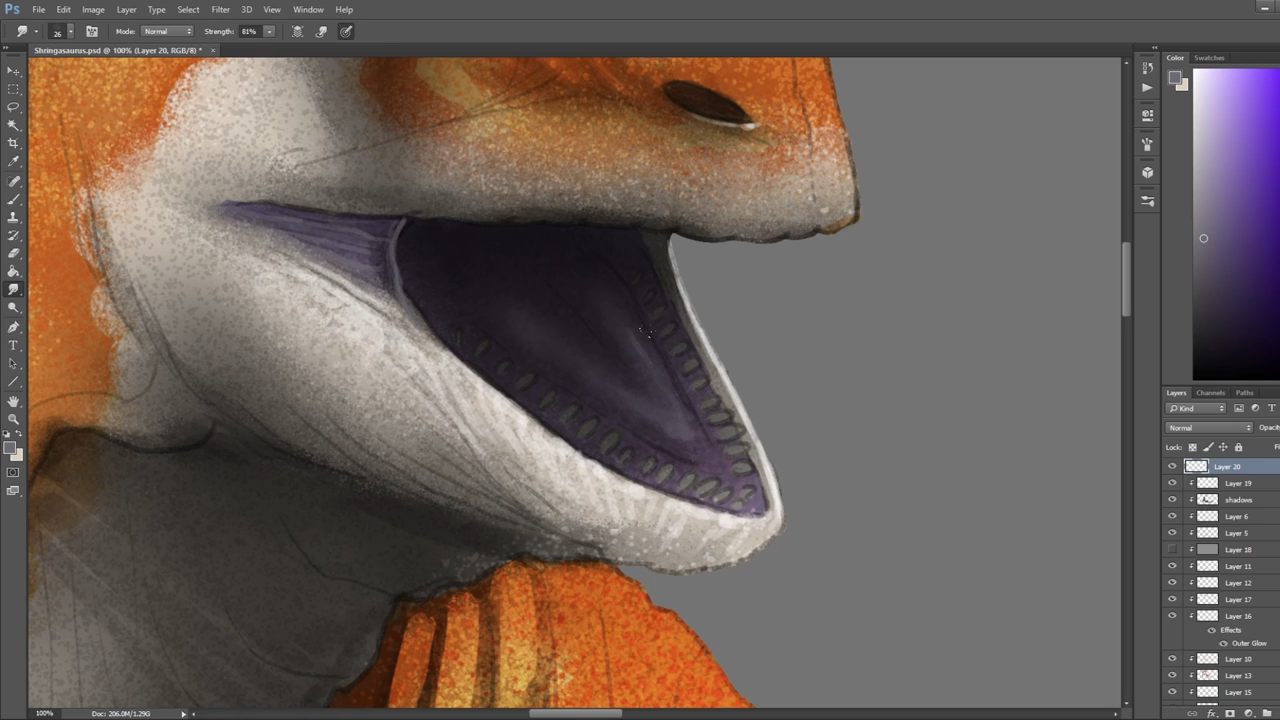 Ps File Edit Image Layer Type Select Filter 3D View Window Help
26 Mode: Normal Strength: 81%
Shringasaurus.psd @ 100% (Layer 20, RGB/8) * ×
Color Swatches
Layers Channels Paths
Kind
Normal Opacity
Lock: Fi
Layer 20
Layer 19
shadows
Layer 6
Layer 5
Layer 18
Layer 11
Layer 12
Layer 17
Layer 16
Effects
Outer Glow
Layer 10
Layer 13
Layer 15
100% Doc: 206.0M/1.29G